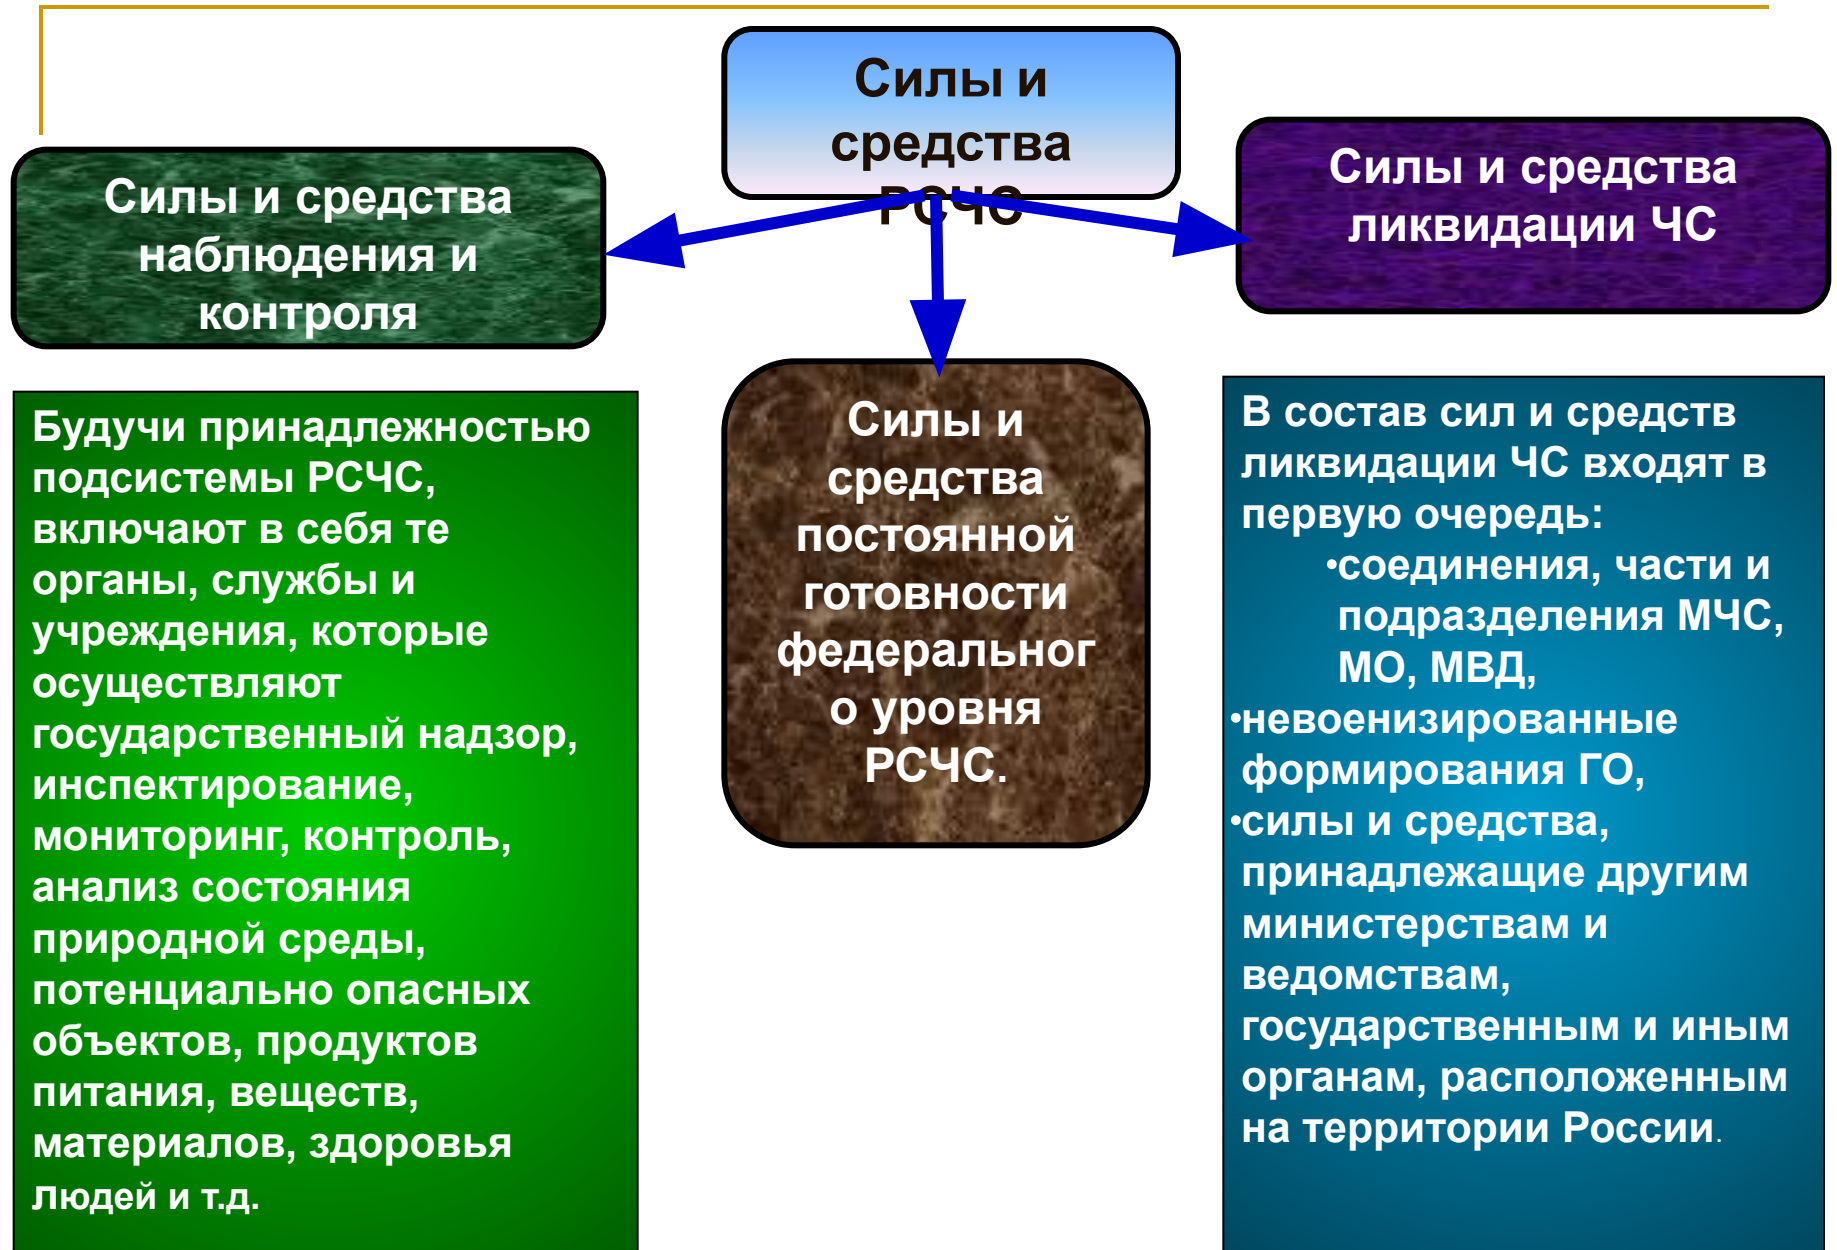 Силы и
средства
РСЧС
Силы и средства
наблюдения и
контроля
Силы и средства
ликвидации ЧС
Силы и
средства
постоянной
готовности
федеральног
о уровня
РСЧС.
Будучи принадлежностью
подсистемы РСЧС,
включают в себя те
органы, службы и
учреждения, которые
осуществляют
государственный надзор,
инспектирование,
мониторинг, контроль,
анализ состояния
природной среды,
потенциально опасных
объектов, продуктов
питания, веществ,
материалов, здоровья
людей и т.д.
В состав сил и средств
ликвидации ЧС входят в
первую очередь:
•соединения, части и
подразделения МЧС,
МО, МВД,
•невоенизированные
формирования ГО,
•силы и средства,
принадлежащие другим
министерствам и
ведомствам,
государственным и иным
органам, расположенным
на территории России.